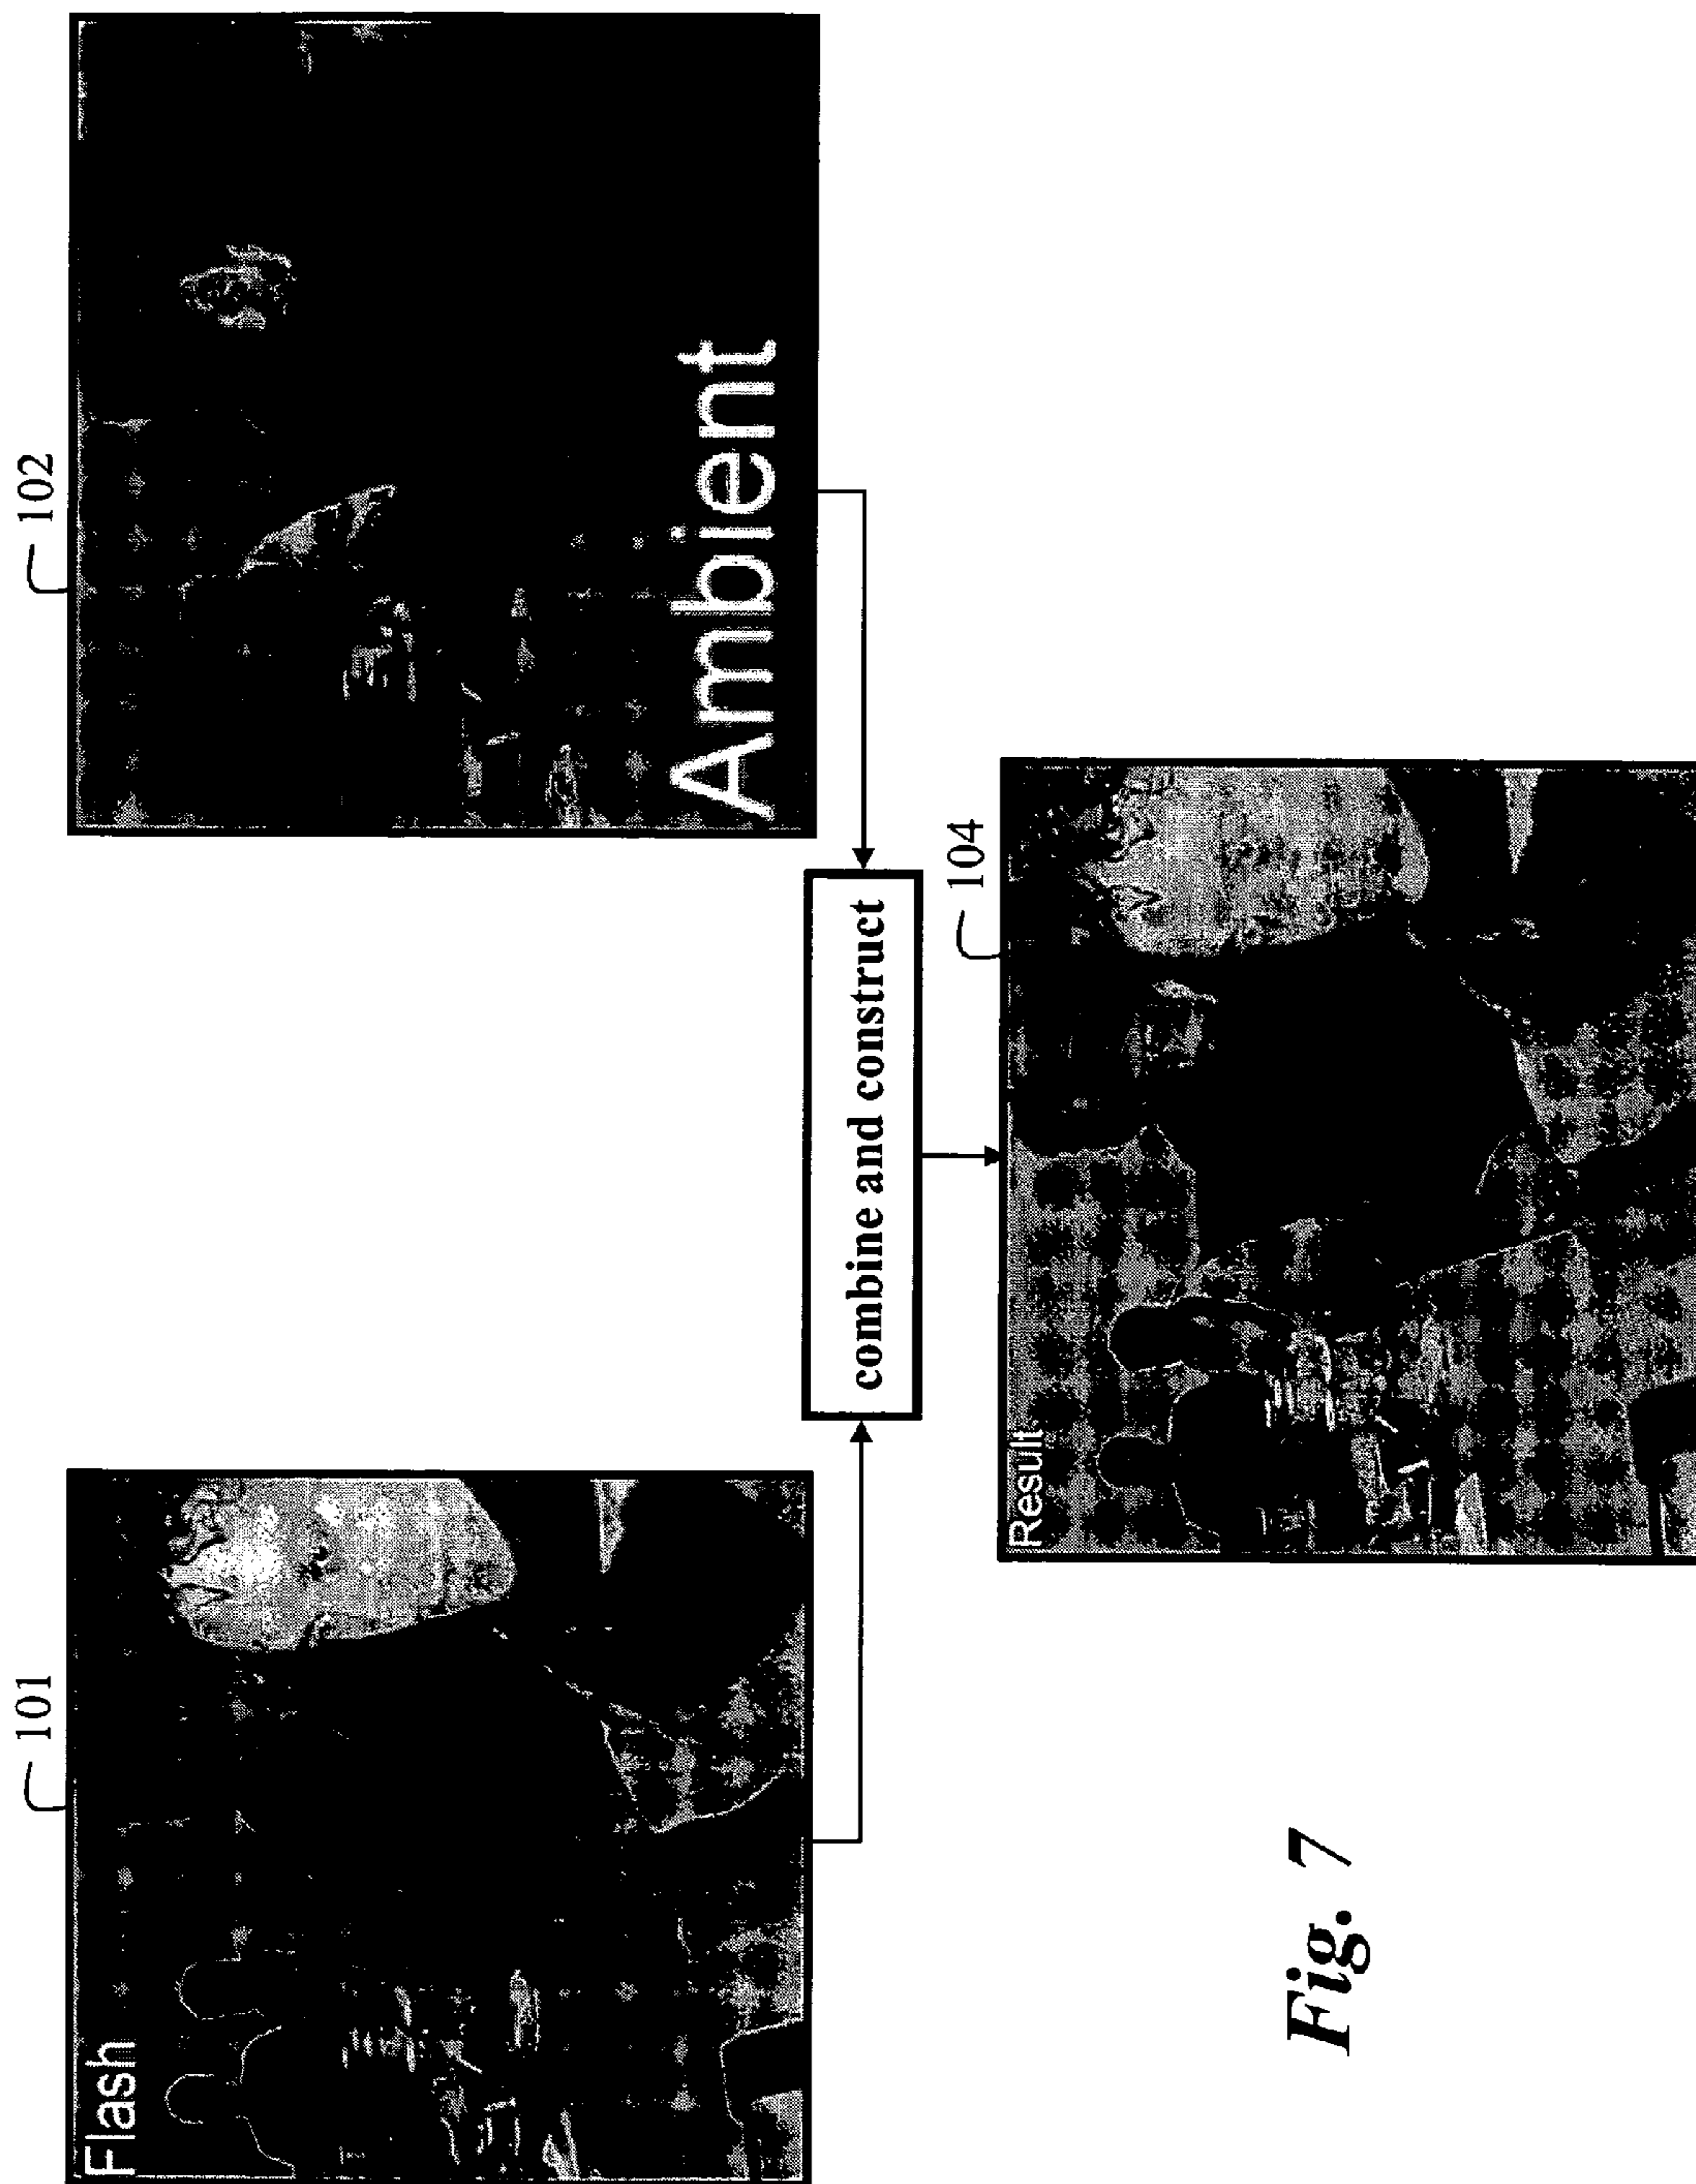 101
Flash
102
Ambient
combine and construct
104
Result
Fig. 7